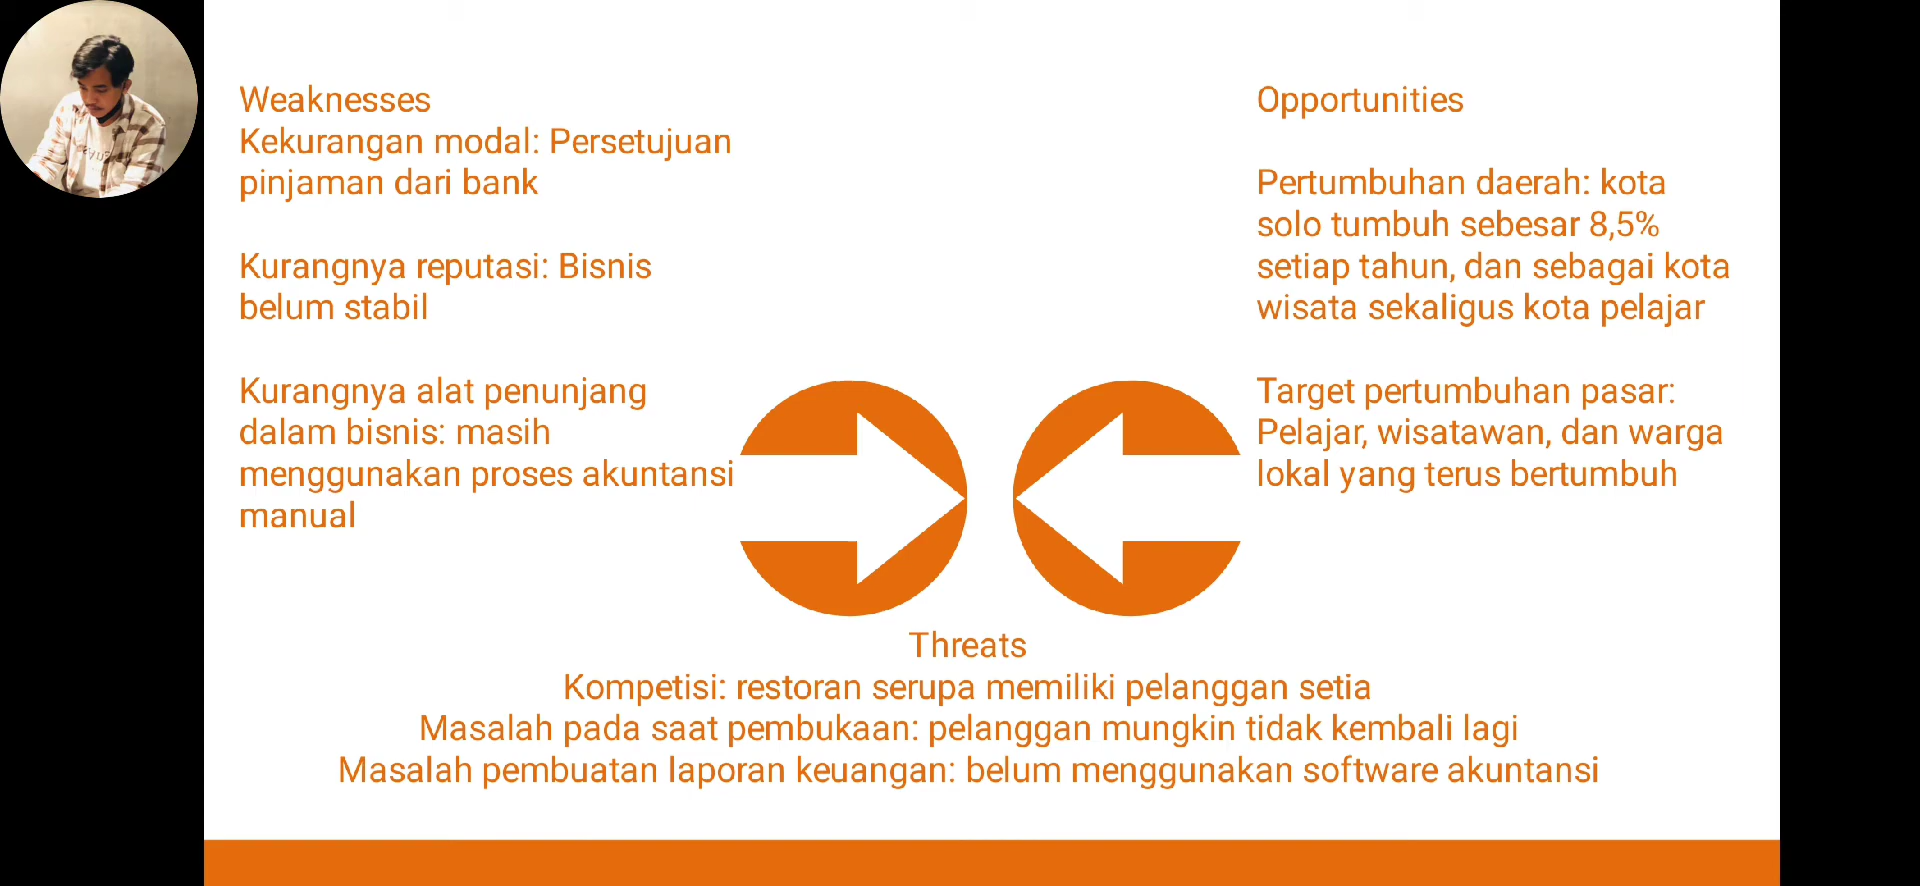 Weaknesses
Kekurangan modal: Persetujuan
pinjaman dari bank
Kurangnya reputasi: Bisnis
belum stabil
Kurangnya alat penunjang
dalam bisnis: masih
menggunakan proses akuntansi
manual
Opportunities
Pertumbuhan daerah: kota
solo tumbuh sebesar 8,5%
setiap tahun, dan sebagai kota
wisata sekaligus kota pelajar
Target pertumbuhan pasar:
Pelajar, wisatawan, dan warga
lokal yang terus bertumbuh
Threats
Kompetisi: restoran serupa memiliki pelanggan setia
Masalah pada saat pembukaan: pelanggan mungkin tidak kembali lagi
Masalah pembuatan laporan keuangan: belum menggunakan software akuntansi